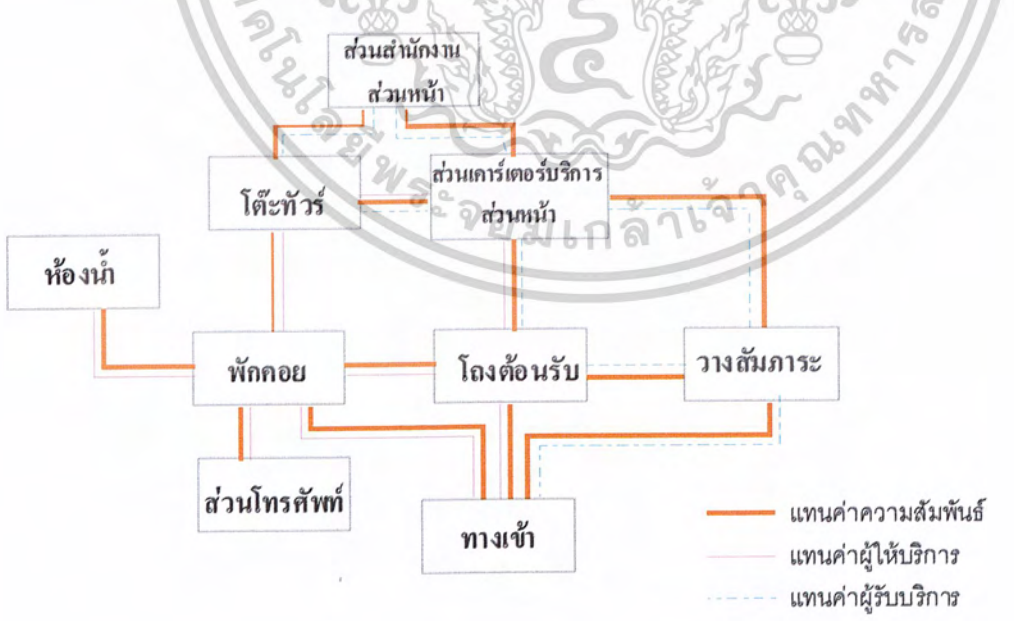 ส่วนสำนักงาน
ส่วนหน้า
โต๊ะทัวร์
ส่วนเคาร์เตอร์บริการ
ส่วนหน้า
ห้องน้ำ
พักคอย
โถงต้อนรับ
วางสัมภาระ
ส่วนโทรศัพท์
ทางเข้า
แทนค่าความสัมพันธ์
แทนค่าผู้ให้บริการ
แทนค่าผู้รับบริการ